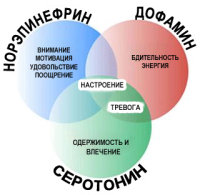 НОРЭПИНЕФРИН
ДОФАМИН
ВНИМАНИЕ
МОТИВАЦИЯ
УДОВОЛЬСТВИЕ
ПООЩРЕНИЕ
БДИТЕЛЬНОСТЬ
ЭНЕРГИЯ
НАСТРОЕНИЕ
ТРЕВОГА
ОДЕРЖИМОСТЬ И
ВЛЕЧЕНИЕ
СЕРОТОНИН